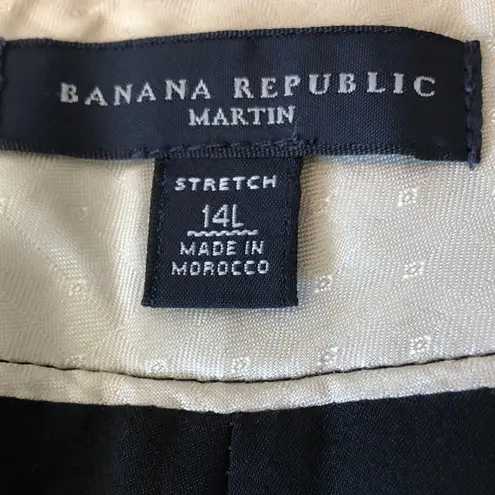 BANANA REPUBLIC
MARTIN
STRETCH
14L
MADE IN
MOROCCO